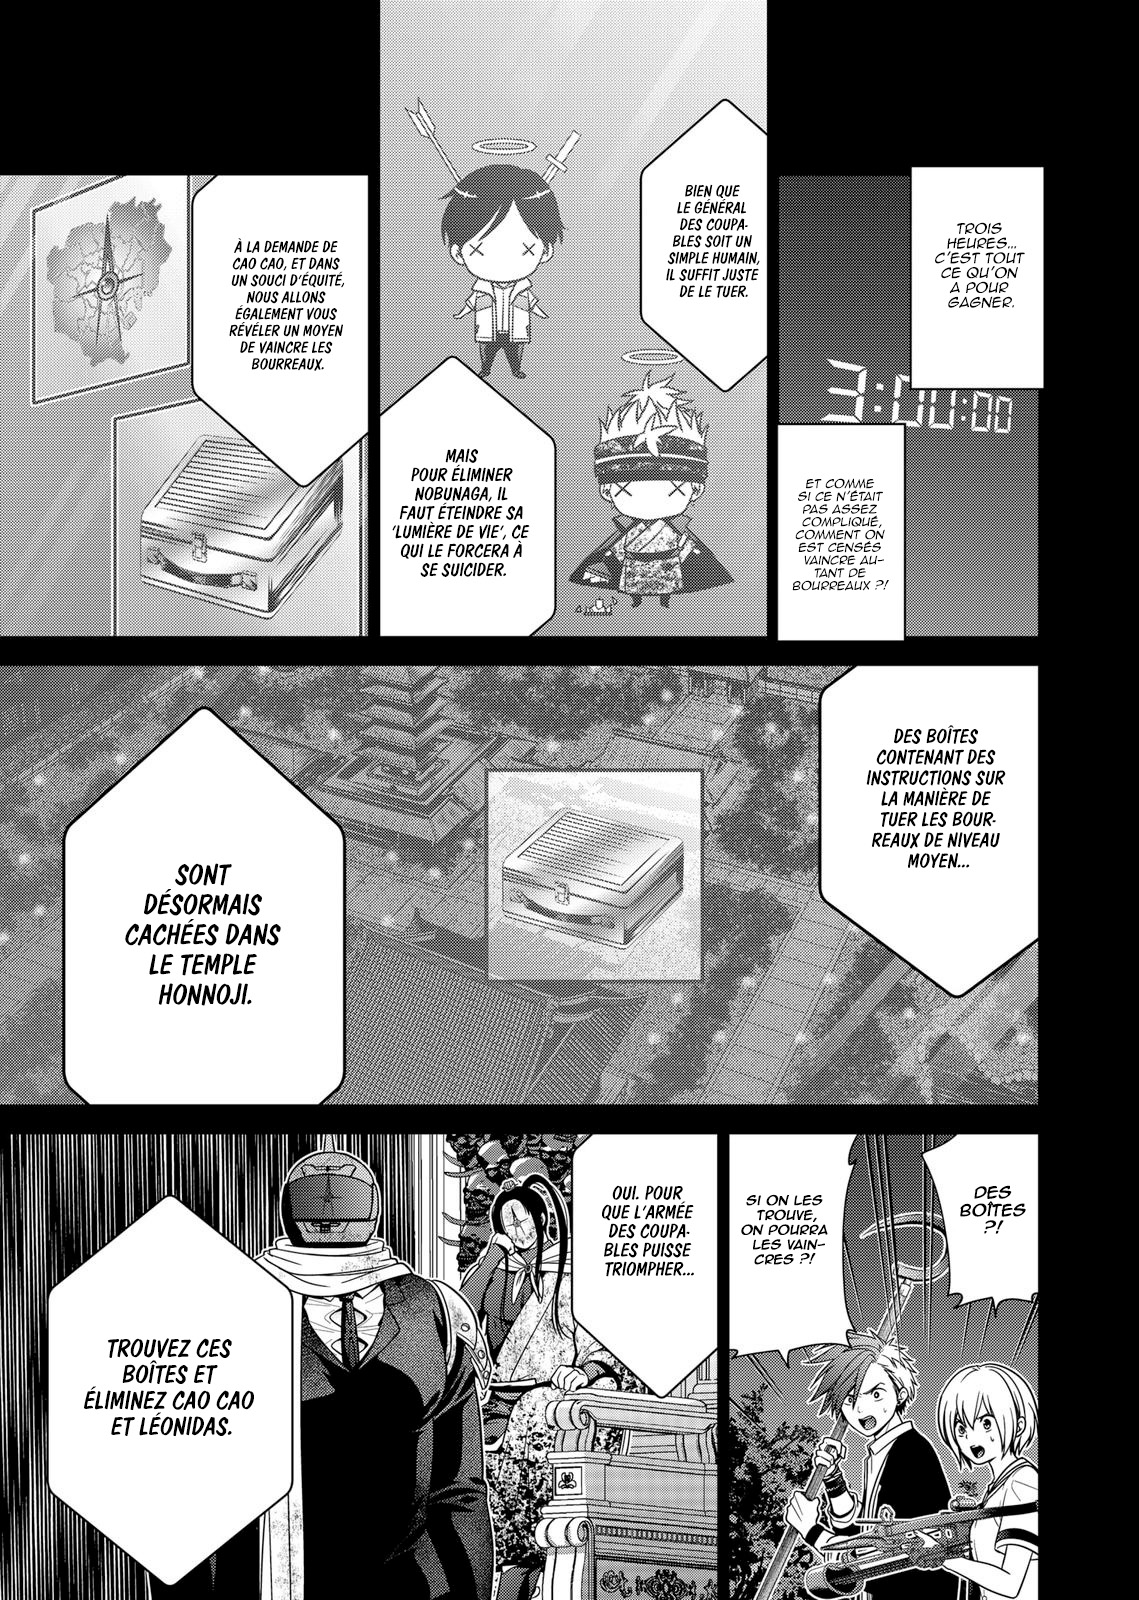 TROIS
HEURES...
C'EST TOUT
CE QU'ON
A POUR
GAGNER.
3:00:00
ET COMME
SI CE N'ÉTAIT
PAS ASSEZ
COMPLIQUÉ,
COMMENT ON
EST CENSÉS
VAINCRE AU-
TANT DE
BOURREAUX ?!
BIEN QUE
LE GÉNÉRAL
DES COUPA-
BLES SOIT UN
SIMPLE HUMAIN,
IL SUFFIT JUSTE
DE LE TUER.
MAIS
POUR ÉLIMINER
NOBUNAGA, IL
FAUT ÉTEINDRE SA
'LUMIÈRE DE VIE', CE
QUI LE FORCERA À
SE SUICIDER.
À LA DEMANDE DE
CAO CAO, ET DANS
UN SOUCI D'ÉQUITÉ,
NOUS ALLONS
ÉGALEMENT VOUS
RÉVÉLER UN MOYEN
DE VAINCRE LES
BOURREAUX.
DES BOÎTES
CONTENANT DES
INSTRUCTIONS SUR
LA MANIÈRE DE
TUER LES BOUR-
REAUX DE NIVEAU
MOYEN...
SONT
DÉSORMAIS
CACHÉES DANS
LE TEMPLE
HONNOJI.
DES
BOÎTES
?!
SI ON LES
TROUVE,
ON POURRA
LES VAIN-
CRES ?!
OUI. POUR
QUE L'ARMÉE
DES COUPA-
BLES PUISSE
TRIOMPHER...
TROUVEZ CES
BOÎTES ET
ÉLIMINEZ CAO CAO
ET LÉONIDAS.